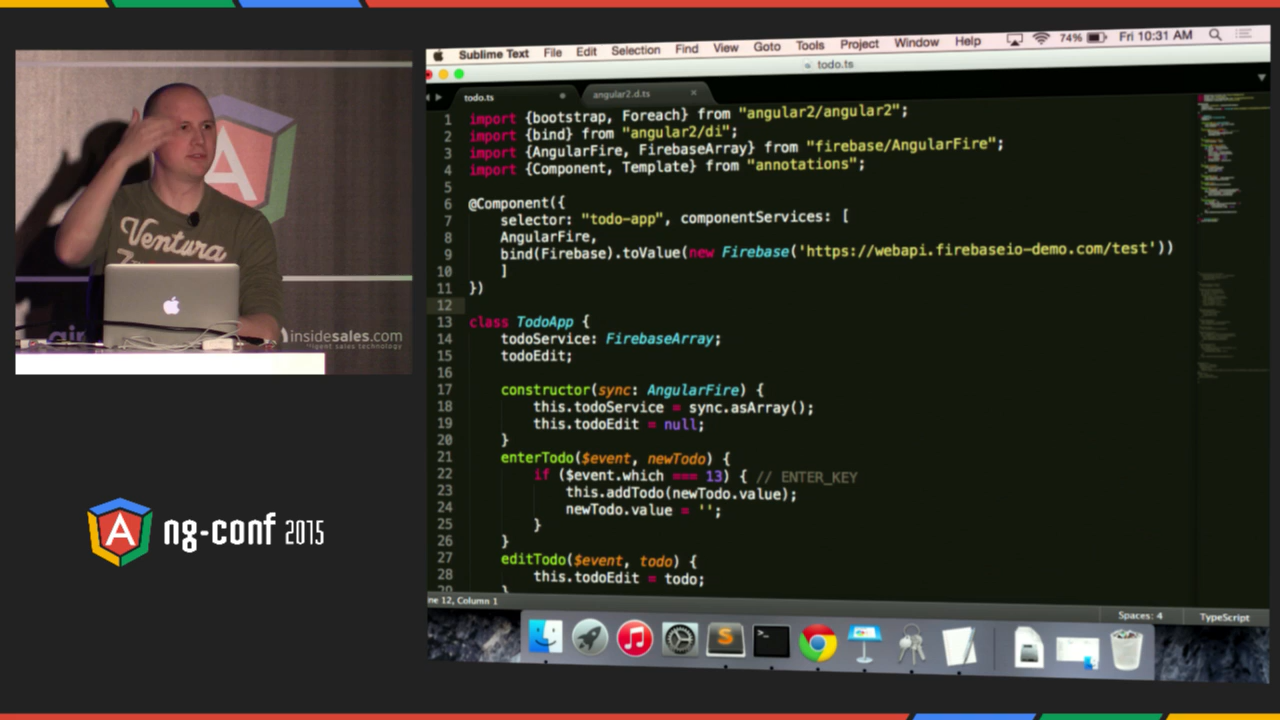 Sublime Text File Edit Selection Find View Goto Tools Project Window Help 74% Fri 10:31 AM
todo.ts
todo.ts angular2.d.ts
1 import {bootstrap, Foreach} from "angular2/angular2";
2 import {bind} from "angular2/di";
3 import {AngularFire, FirebaseArray} from "firebase/AngularFire";
4 import {Component, Template} from "annotations";
5
6 @Component({
7 selector: "todo-app", componentServices: [
8 AngularFire,
9 bind(Firebase).toValue(new Firebase('https://webapi.firebaseio-demo.com/test'))
10 ]
11 })
12
13 class TodoApp {
14 todoService: FirebaseArray;
15 todoEdit;
16
17 constructor(sync: AngularFire) {
18 this.todoService = sync.asArray();
19 this.todoEdit = null;
20 }
21 enterTodo($event, newTodo) {
22 if ($event.which === 13) { // ENTER_KEY
23 this.addTodo(newTodo.value);
24 newTodo.value = '';
25 }
26 }
27 editTodo($event, todo) {
28 this.todoEdit = todo;
29 }
ne 12, Column 1 Spaces: 4 TypeScript
A
Ventura
insidesales.com
A ng-conf 2015